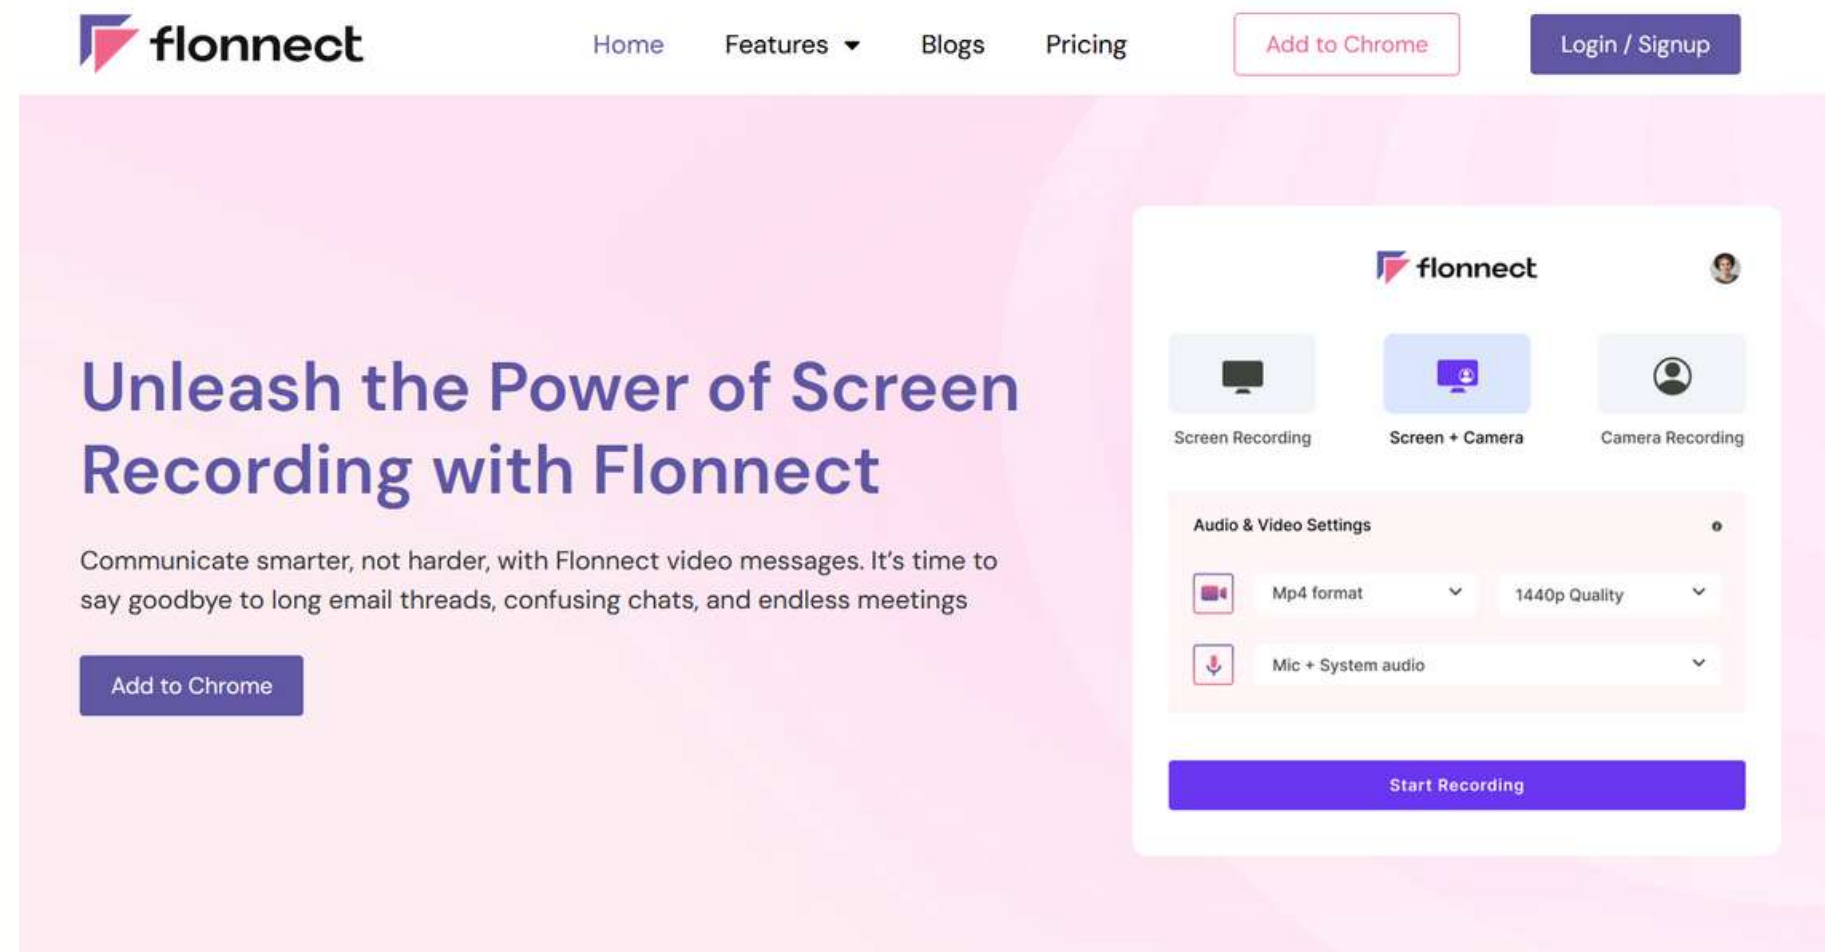 flonnect
Home
Features
Blogs
Pricing
Add to Chrome
Login / Signup
Unleash the Power of Screen
Recording with Flonnect
Communicate smarter, not harder, with Flonnect video messages. It's time to
say goodbye to long email threads, confusing chats, and endless meetings
Add to Chrome
flonnect
Screen Recording
Screen + Camera
Camera Recording
Audio & Video Settings
Mp4 format
1440p Quality
Mic + System audio
Start Recording